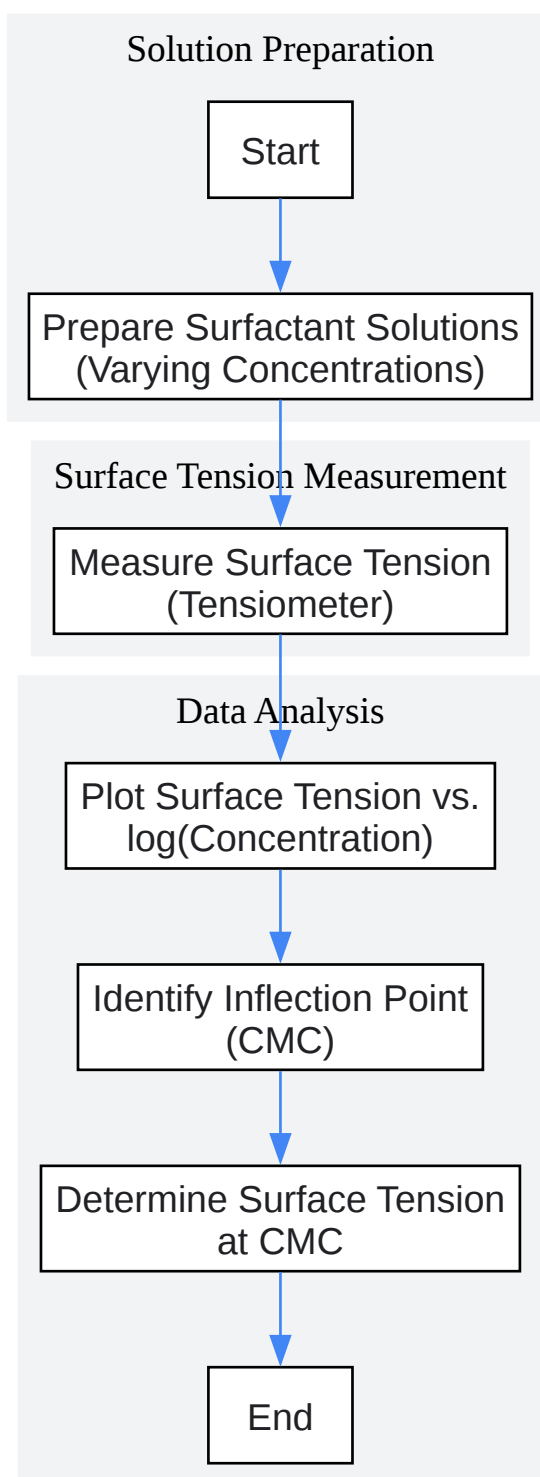 Solution Preparation
Start
Prepare Surfactant Solutions
(Varying Concentrations)
Surface Tension Measurement
Measure Surface Tension
(Tensiometer)
Data Analysis
Plot Surface Tension vs.
log(Concentration)
Identify Inflection Point
(CMC)
Determine Surface Tension
at CMC
End